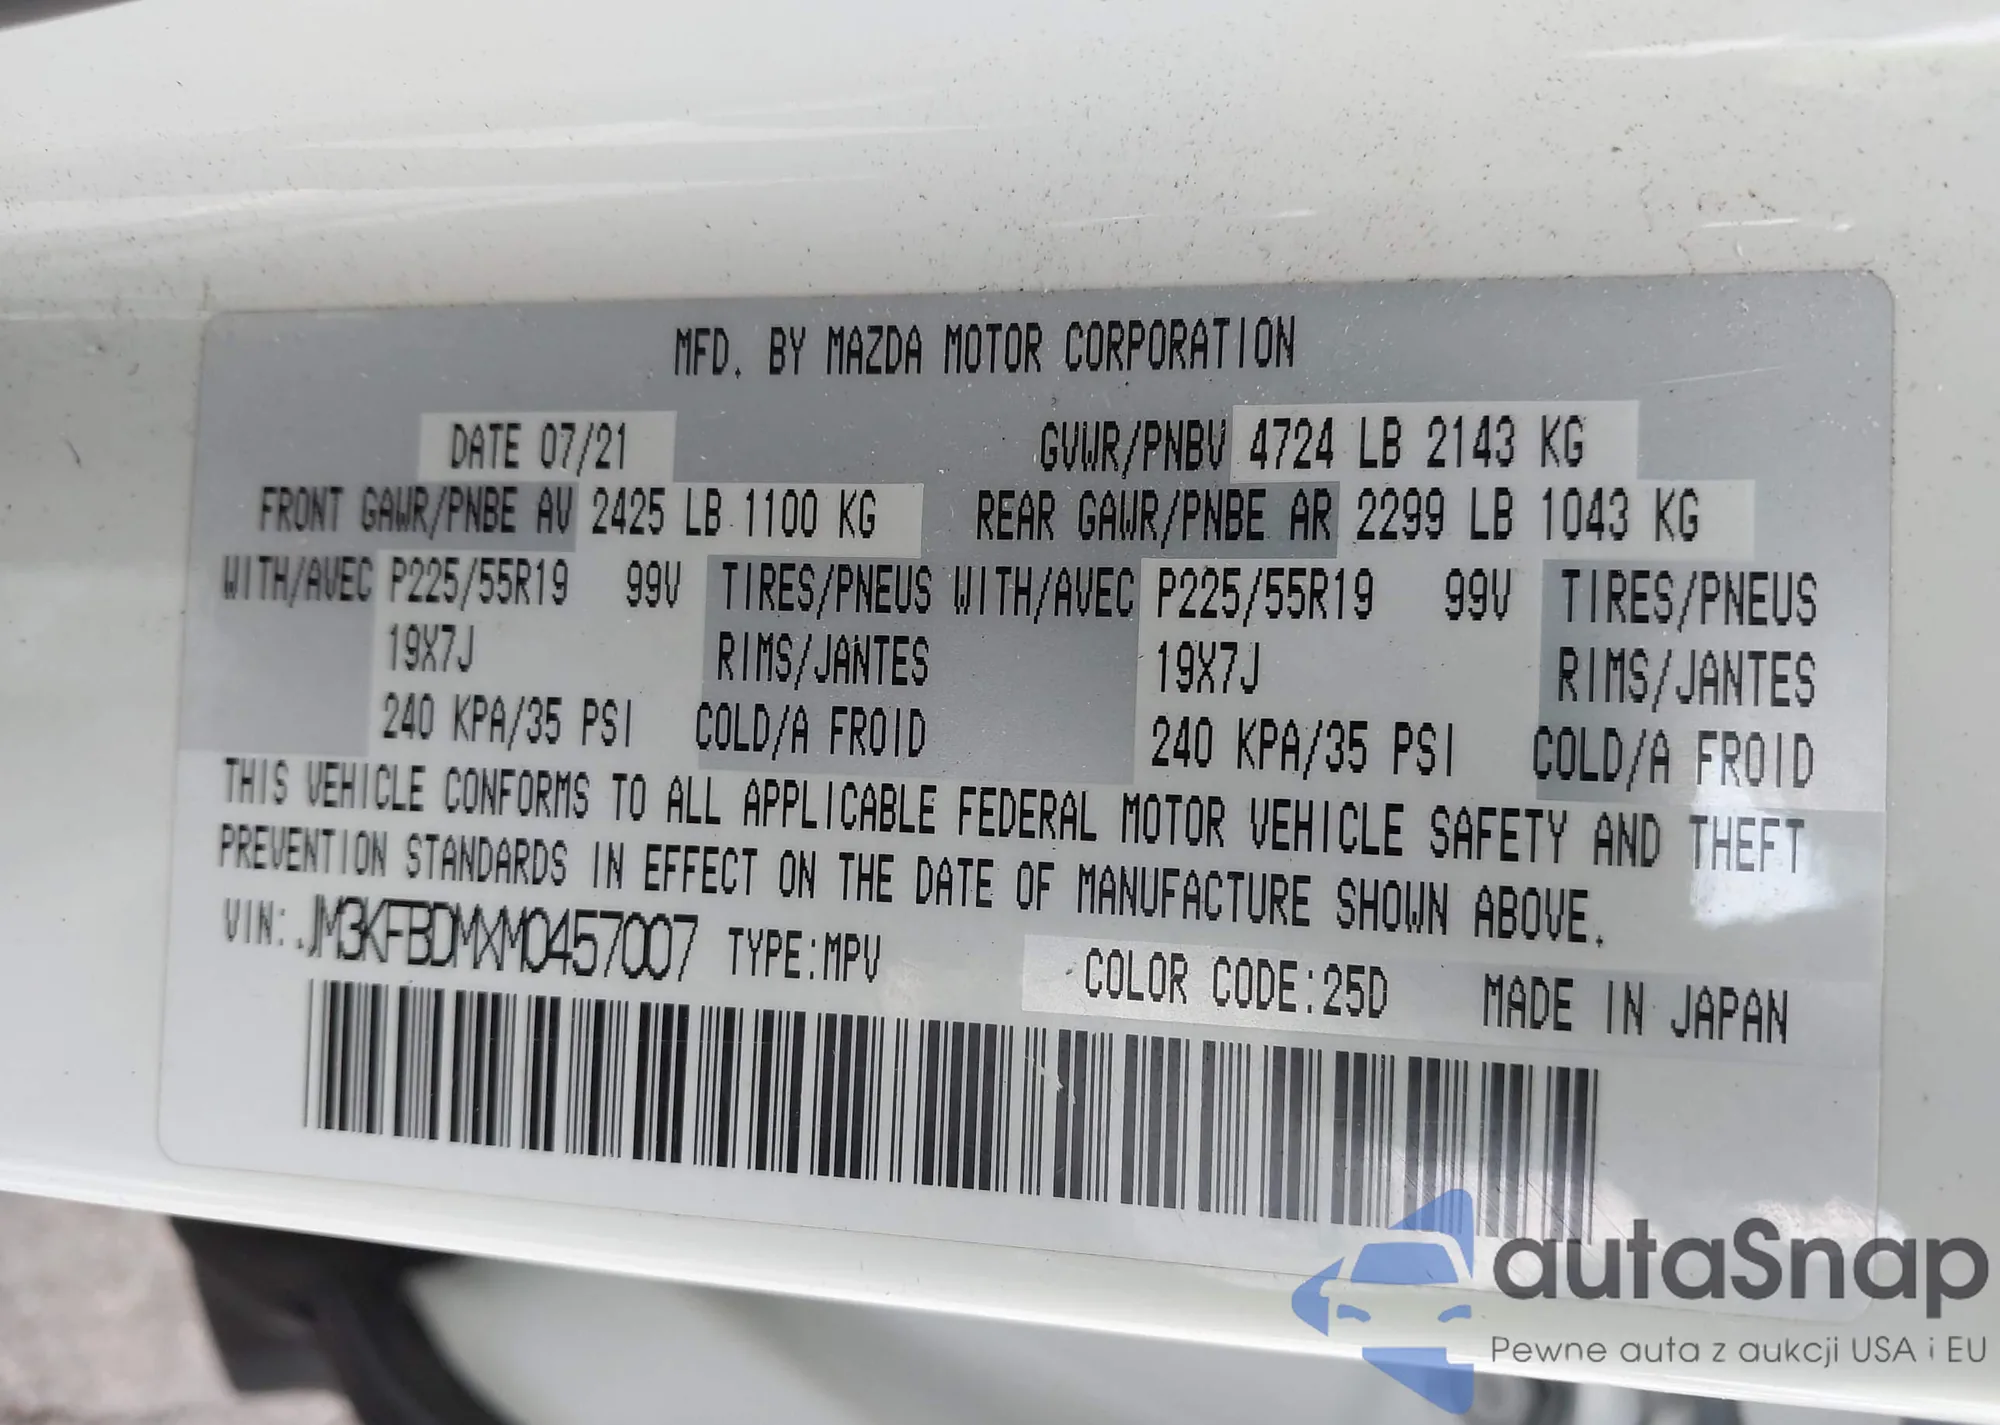 MFD. BY MAZDA MOTOR CORPORATION
DATE 07/21 GVWR/PNBV 4724 LB 2143 KG
FRONT GAWR/PNBE AV 2425 LB 1100 KG REAR GAWR/PNBE AR 2299 LB 1043 KG
WITH/AVEC P225/55R19 99V TIRES/PNEUS WITH/AVEC P225/55R19 99V TIRES/PNEUS
19X7J RIMS/JANTES 19X7J RIMS/JANTES
240 KPA/35 PSI COLD/A FROID 240 KPA/35 PSI COLD/A FROID
THIS VEHICLE CONFORMS TO ALL APPLICABLE FEDERAL MOTOR VEHICLE SAFETY AND THEFT
PREVENTION STANDARDS IN EFFECT ON THE DATE OF MANUFACTURE SHOWN ABOVE.
VIN: JM3KFBDMXM0457007 TYPE:MPV COLOR CODE:25D MADE IN JAPAN
autaSnap
Pewne auta z aukcji USA i EU